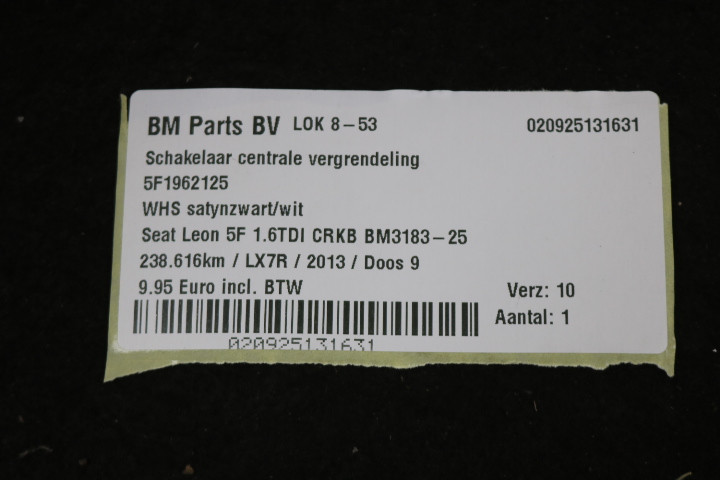 BM Parts BV LOK 8-53 020925131631
Schakelaar centrale vergrendeling
5F1962125
WHS satynzwart/wit
Seat Leon 5F 1.6TDI CRKB BM3183-25
238.616km / LX7R / 2013 / Doos 9
9.95 Euro incl. BTW Verz: 10
Aantal: 1
020925131631